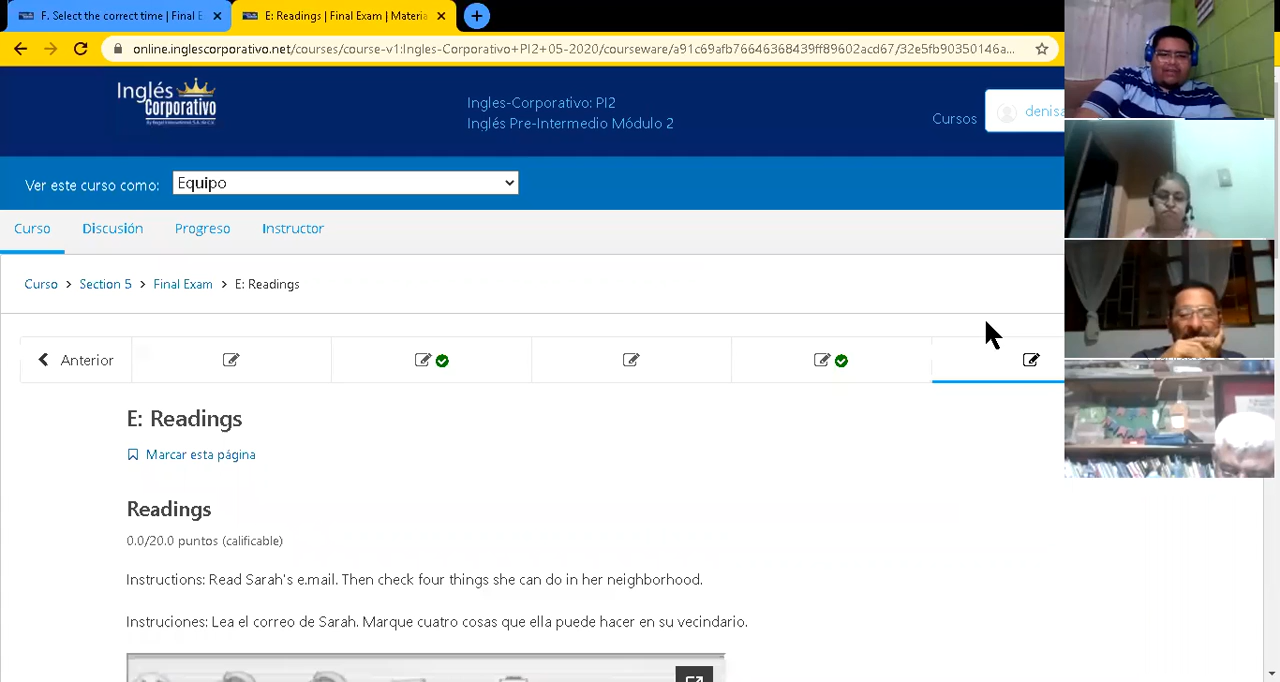 F. Select the correct time | Final E
E: Readings | Final Exam | Materia
online.inglescorporativo.net/courses/course-v1:Ingles-Corporativo+PI2+05-2020/courseware/a91c69afb76646368439ff89602acd67/32e5fb90350146a...
Inglés
Corporativo
Ingles-Corporativo: PI2
Inglés Pre-Intermedio Módulo 2
Cursos
denisa
Ver este curso como:
Equipo
Curso
Discusión
Progreso
Instructor
Curso > Section 5 > Final Exam > E: Readings
Anterior
E: Readings
Marcar esta página
Readings
0.0/20.0 puntos (calificable)
Instructions: Read Sarah's e.mail. Then check four things she can do in her neighborhood.
Instruciones: Lea el correo de Sarah. Marque cuatro cosas que ella puede hacer en su vecindario.